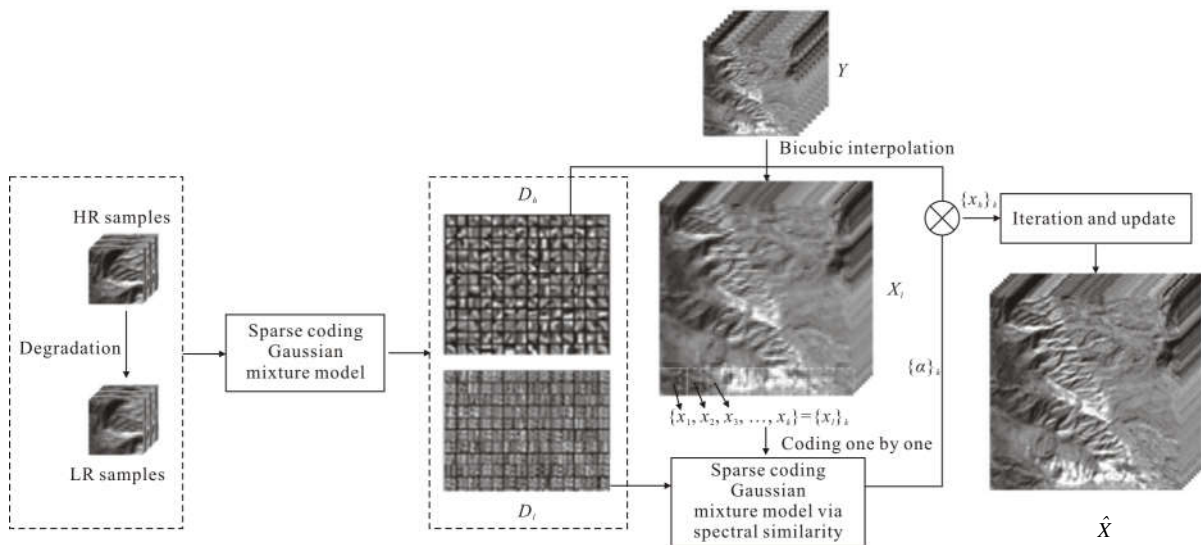 Y
Bicubic interpolation
HR samples
Degradation
LR samples
Sparse coding
Gaussian
mixture model
D_h
D_l
X_l
{x_1, x_2, x_3, …, x_k}={x_l}_k
Coding one by one
Sparse coding
Gaussian
mixture model via
spectral similarity
{α}_k
{x_h}_k
Iteration and update
X̂